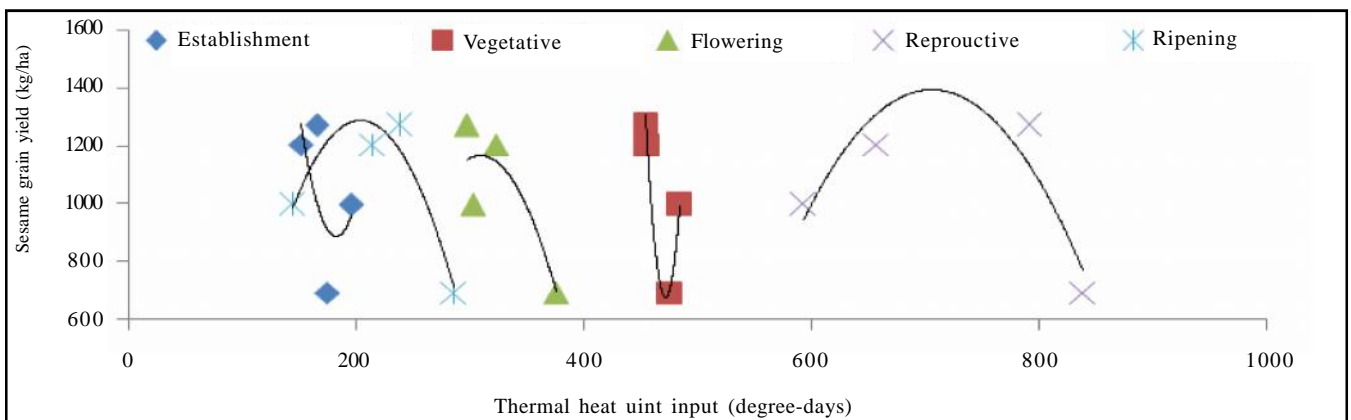 Sesame grain yield (kg/ha)
1600
1400
1200
1000
800
600
Establishment
Vegetative
Flowering
Reprouctive
Ripening
0
200
400
600
800
1000
Thermal heat uint input (degree-days)